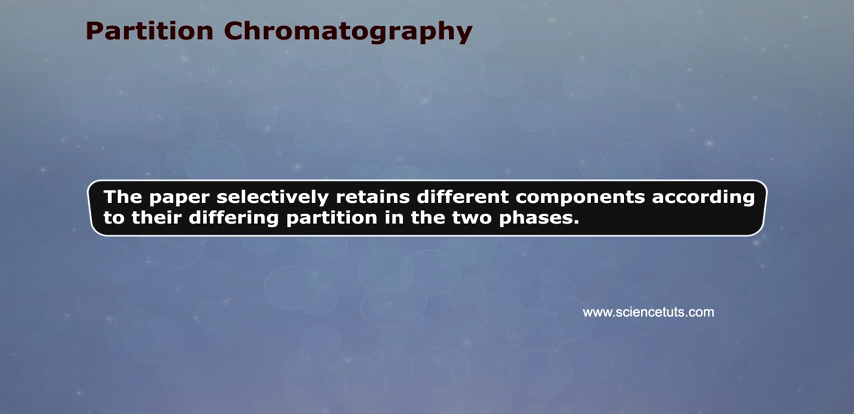 Partition Chromatography
The paper selectively retains different components according
to their differing partition in the two phases.
www.sciencetuts.com